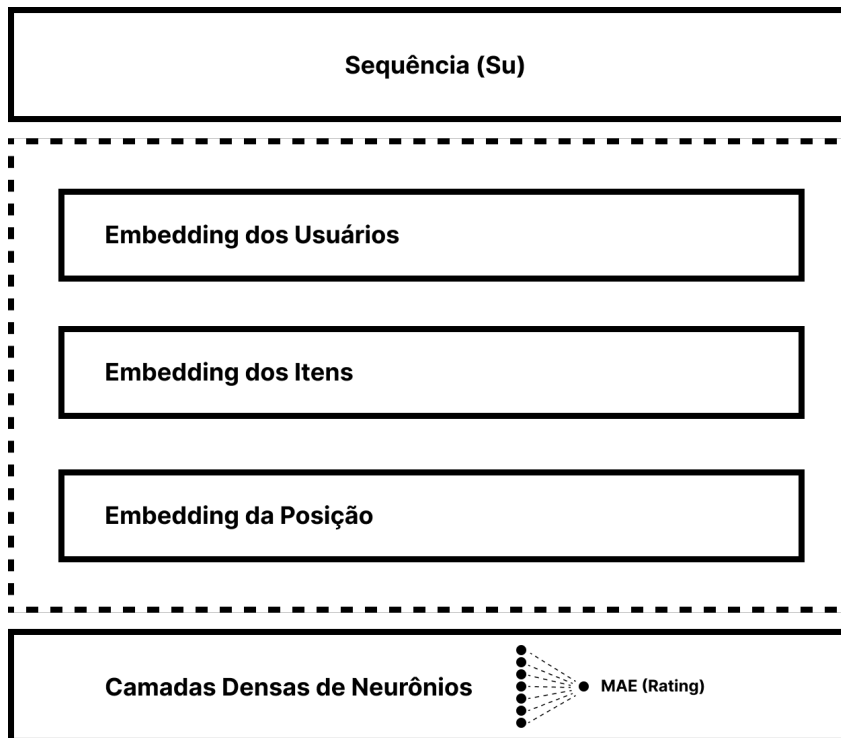 Sequência (Su)
Embedding dos Usuários
Embedding dos Itens
Embedding da Posição
Camadas Densas de Neurônios
MAE (Rating)